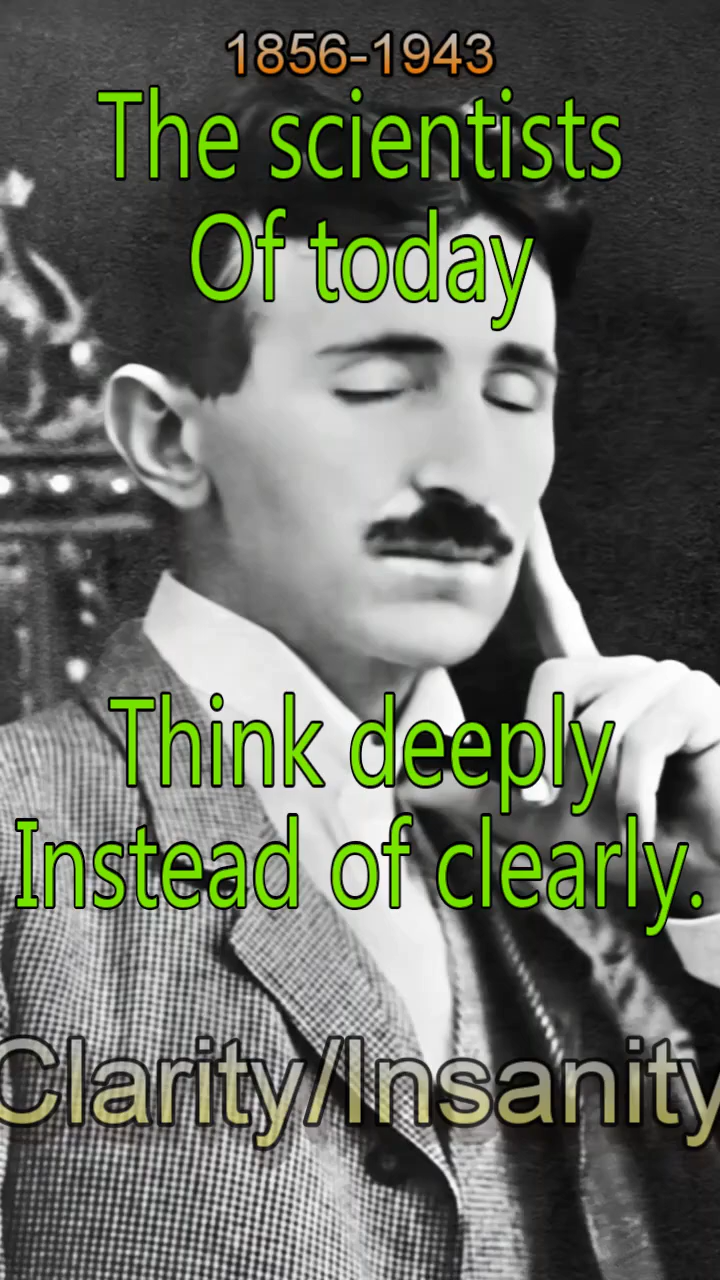 1856-1943
The scientists
Of today
Think deeply
Instead of clearly.
Clarity/Insanity